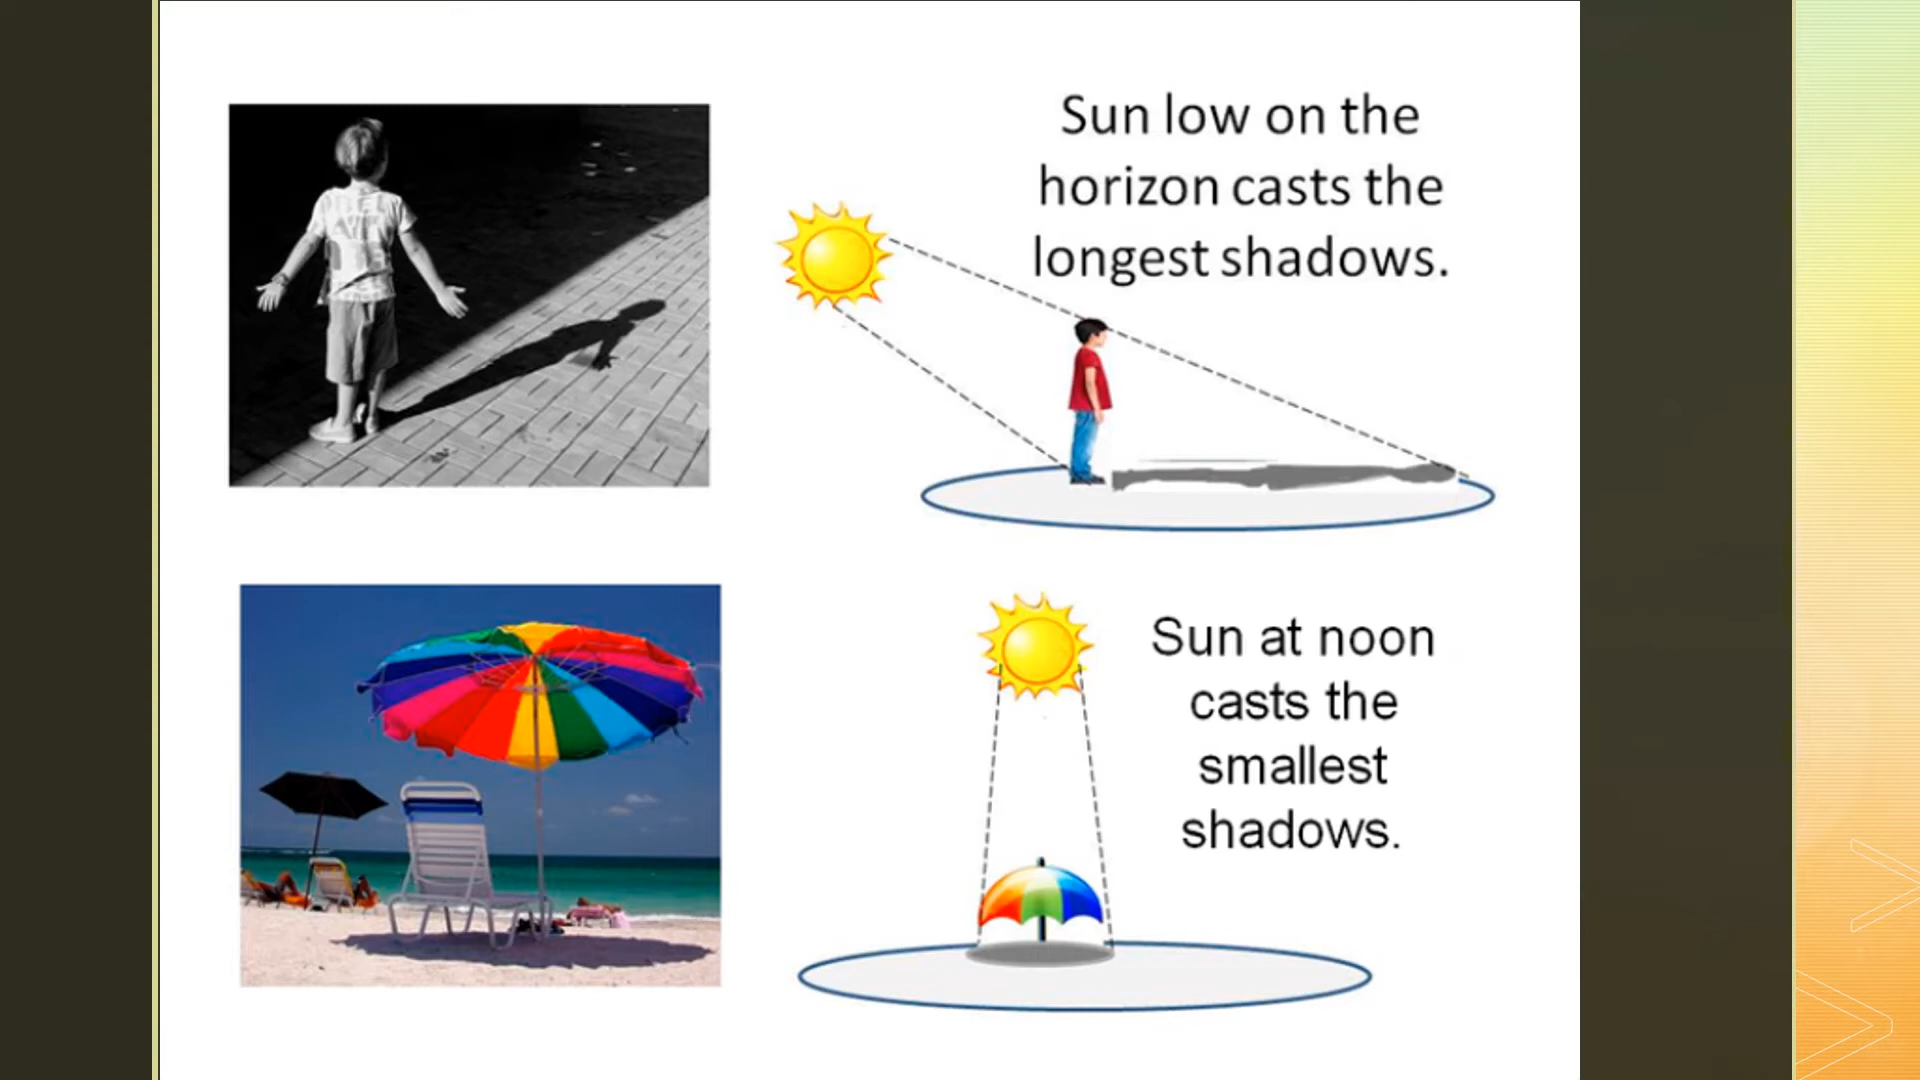 Sun low on the
horizon casts the
longest shadows.
Sun at noon
casts the
smallest
shadows.